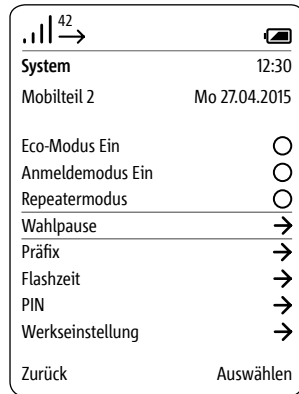 42
System 12:30
Mobilteil 2 Mo 27.04.2015
Eco-Modus Ein
Anmeldemodus Ein
Repeatermodus
Wahlpause
Präfix
Flashzeit
PIN
Werkseinstellung
Zurück Auswählen